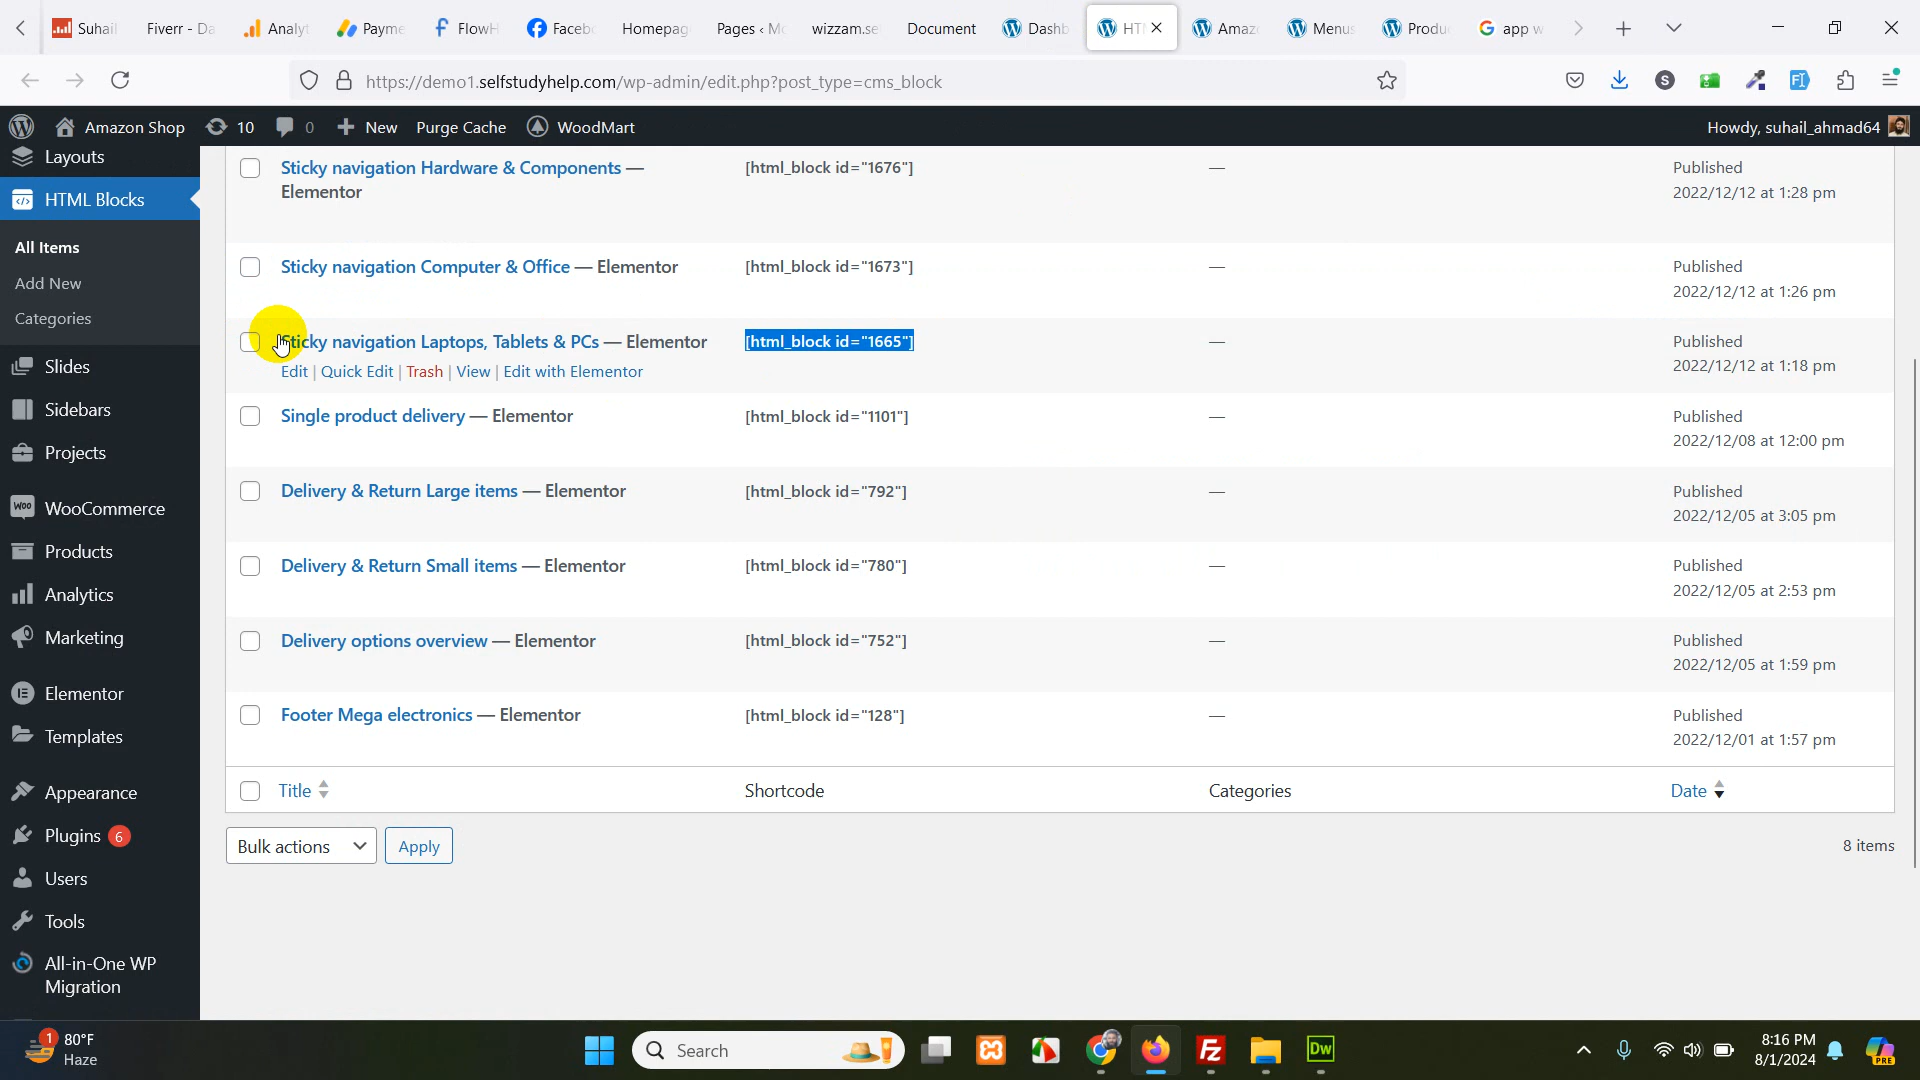 Suhail
Fiverr - Da
Analyt
Payme
FlowH
Faceb
Homepag
Pages ‹ Mo
wizzam.se
Document
Dashb
HT
Amaz
Menus
Produ
app w
https://demo1.selfstudyhelp.com/wp-admin/edit.php?post_type=cms_block
Amazon Shop
10
0
New
Purge Cache
WoodMart
Howdy, suhail_ahmad64
Layouts
HTML Blocks
All Items
Add New
Categories
Slides
Sidebars
Projects
WooCommerce
Products
Analytics
Marketing
Elementor
Templates
Appearance
Plugins 6
Users
Tools
All-in-One WP
Migration
Sticky navigation Hardware & Components —
Elementor
[html_block id="1676"]
—
Published
2022/12/12 at 1:28 pm
Sticky navigation Computer & Office — Elementor
[html_block id="1673"]
—
Published
2022/12/12 at 1:26 pm
Sticky navigation Laptops, Tablets & PCs — Elementor
Edit | Quick Edit | Trash | View | Edit with Elementor
[html_block id="1665"]
—
Published
2022/12/12 at 1:18 pm
Single product delivery — Elementor
[html_block id="1101"]
—
Published
2022/12/08 at 12:00 pm
Delivery & Return Large items — Elementor
[html_block id="792"]
—
Published
2022/12/05 at 3:05 pm
Delivery & Return Small items — Elementor
[html_block id="780"]
—
Published
2022/12/05 at 2:53 pm
Delivery options overview — Elementor
[html_block id="752"]
—
Published
2022/12/05 at 1:59 pm
Footer Mega electronics — Elementor
[html_block id="128"]
—
Published
2022/12/01 at 1:57 pm
Title
Shortcode
Categories
Date
Bulk actions
Apply
8 items
1
80°F
Haze
Search
Dw
8:16 PM
8/1/2024
PRE